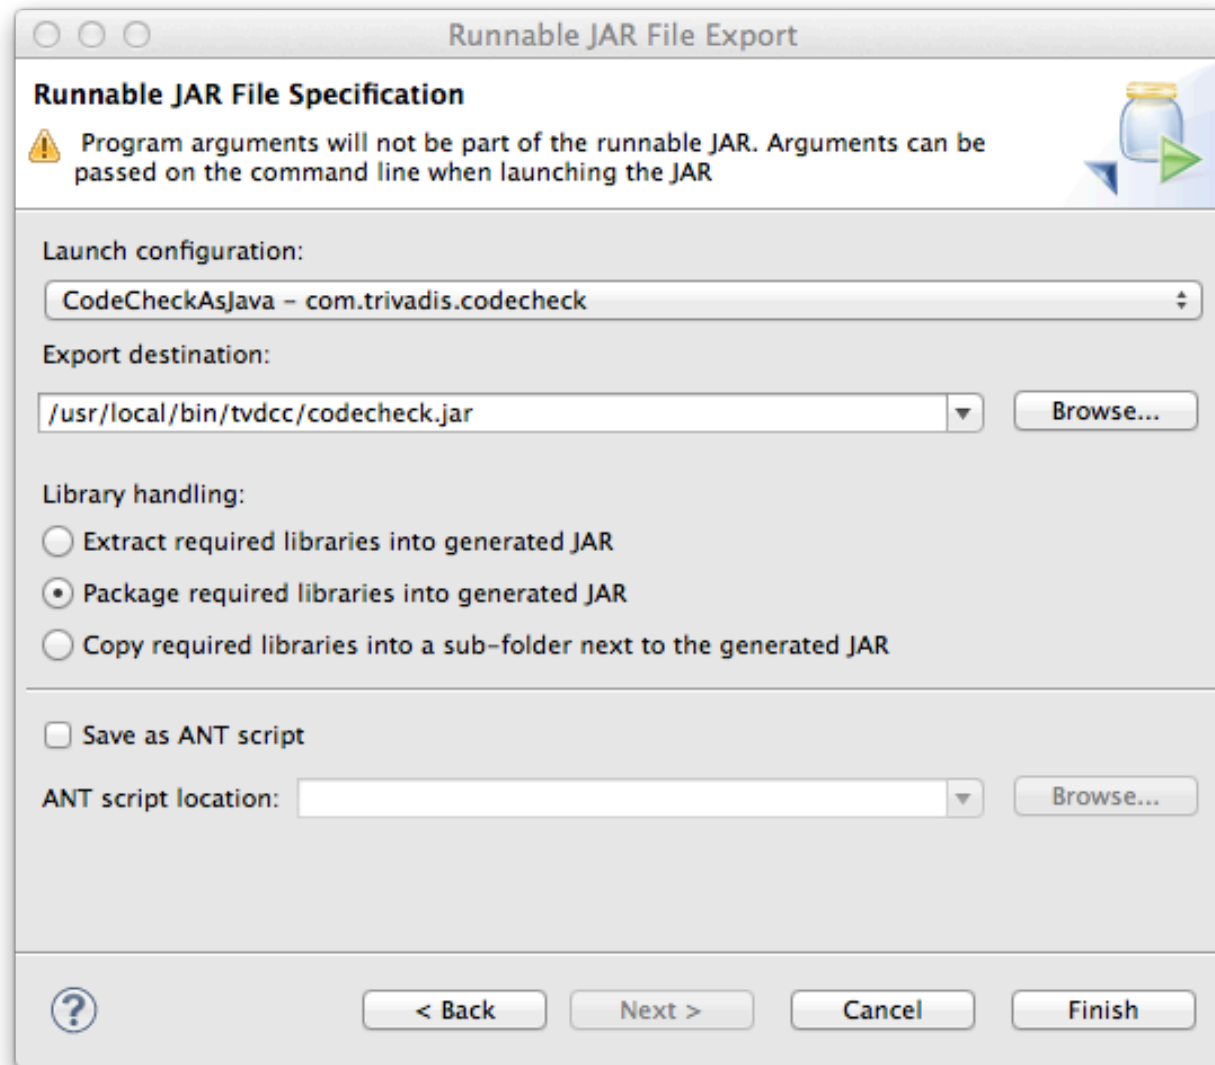 Runnable JAR File Export
Runnable JAR File Specification
Program arguments will not be part of the runnable JAR. Arguments can be
passed on the command line when launching the JAR
Launch configuration:
CodeCheckAsJava – com.trivadis.codecheck
Export destination:
/usr/local/bin/tvdcc/codecheck.jar
Browse...
Library handling:
Extract required libraries into generated JAR
Package required libraries into generated JAR
Copy required libraries into a sub-folder next to the generated JAR
Save as ANT script
ANT script location:
Browse...
?
< Back
Next >
Cancel
Finish